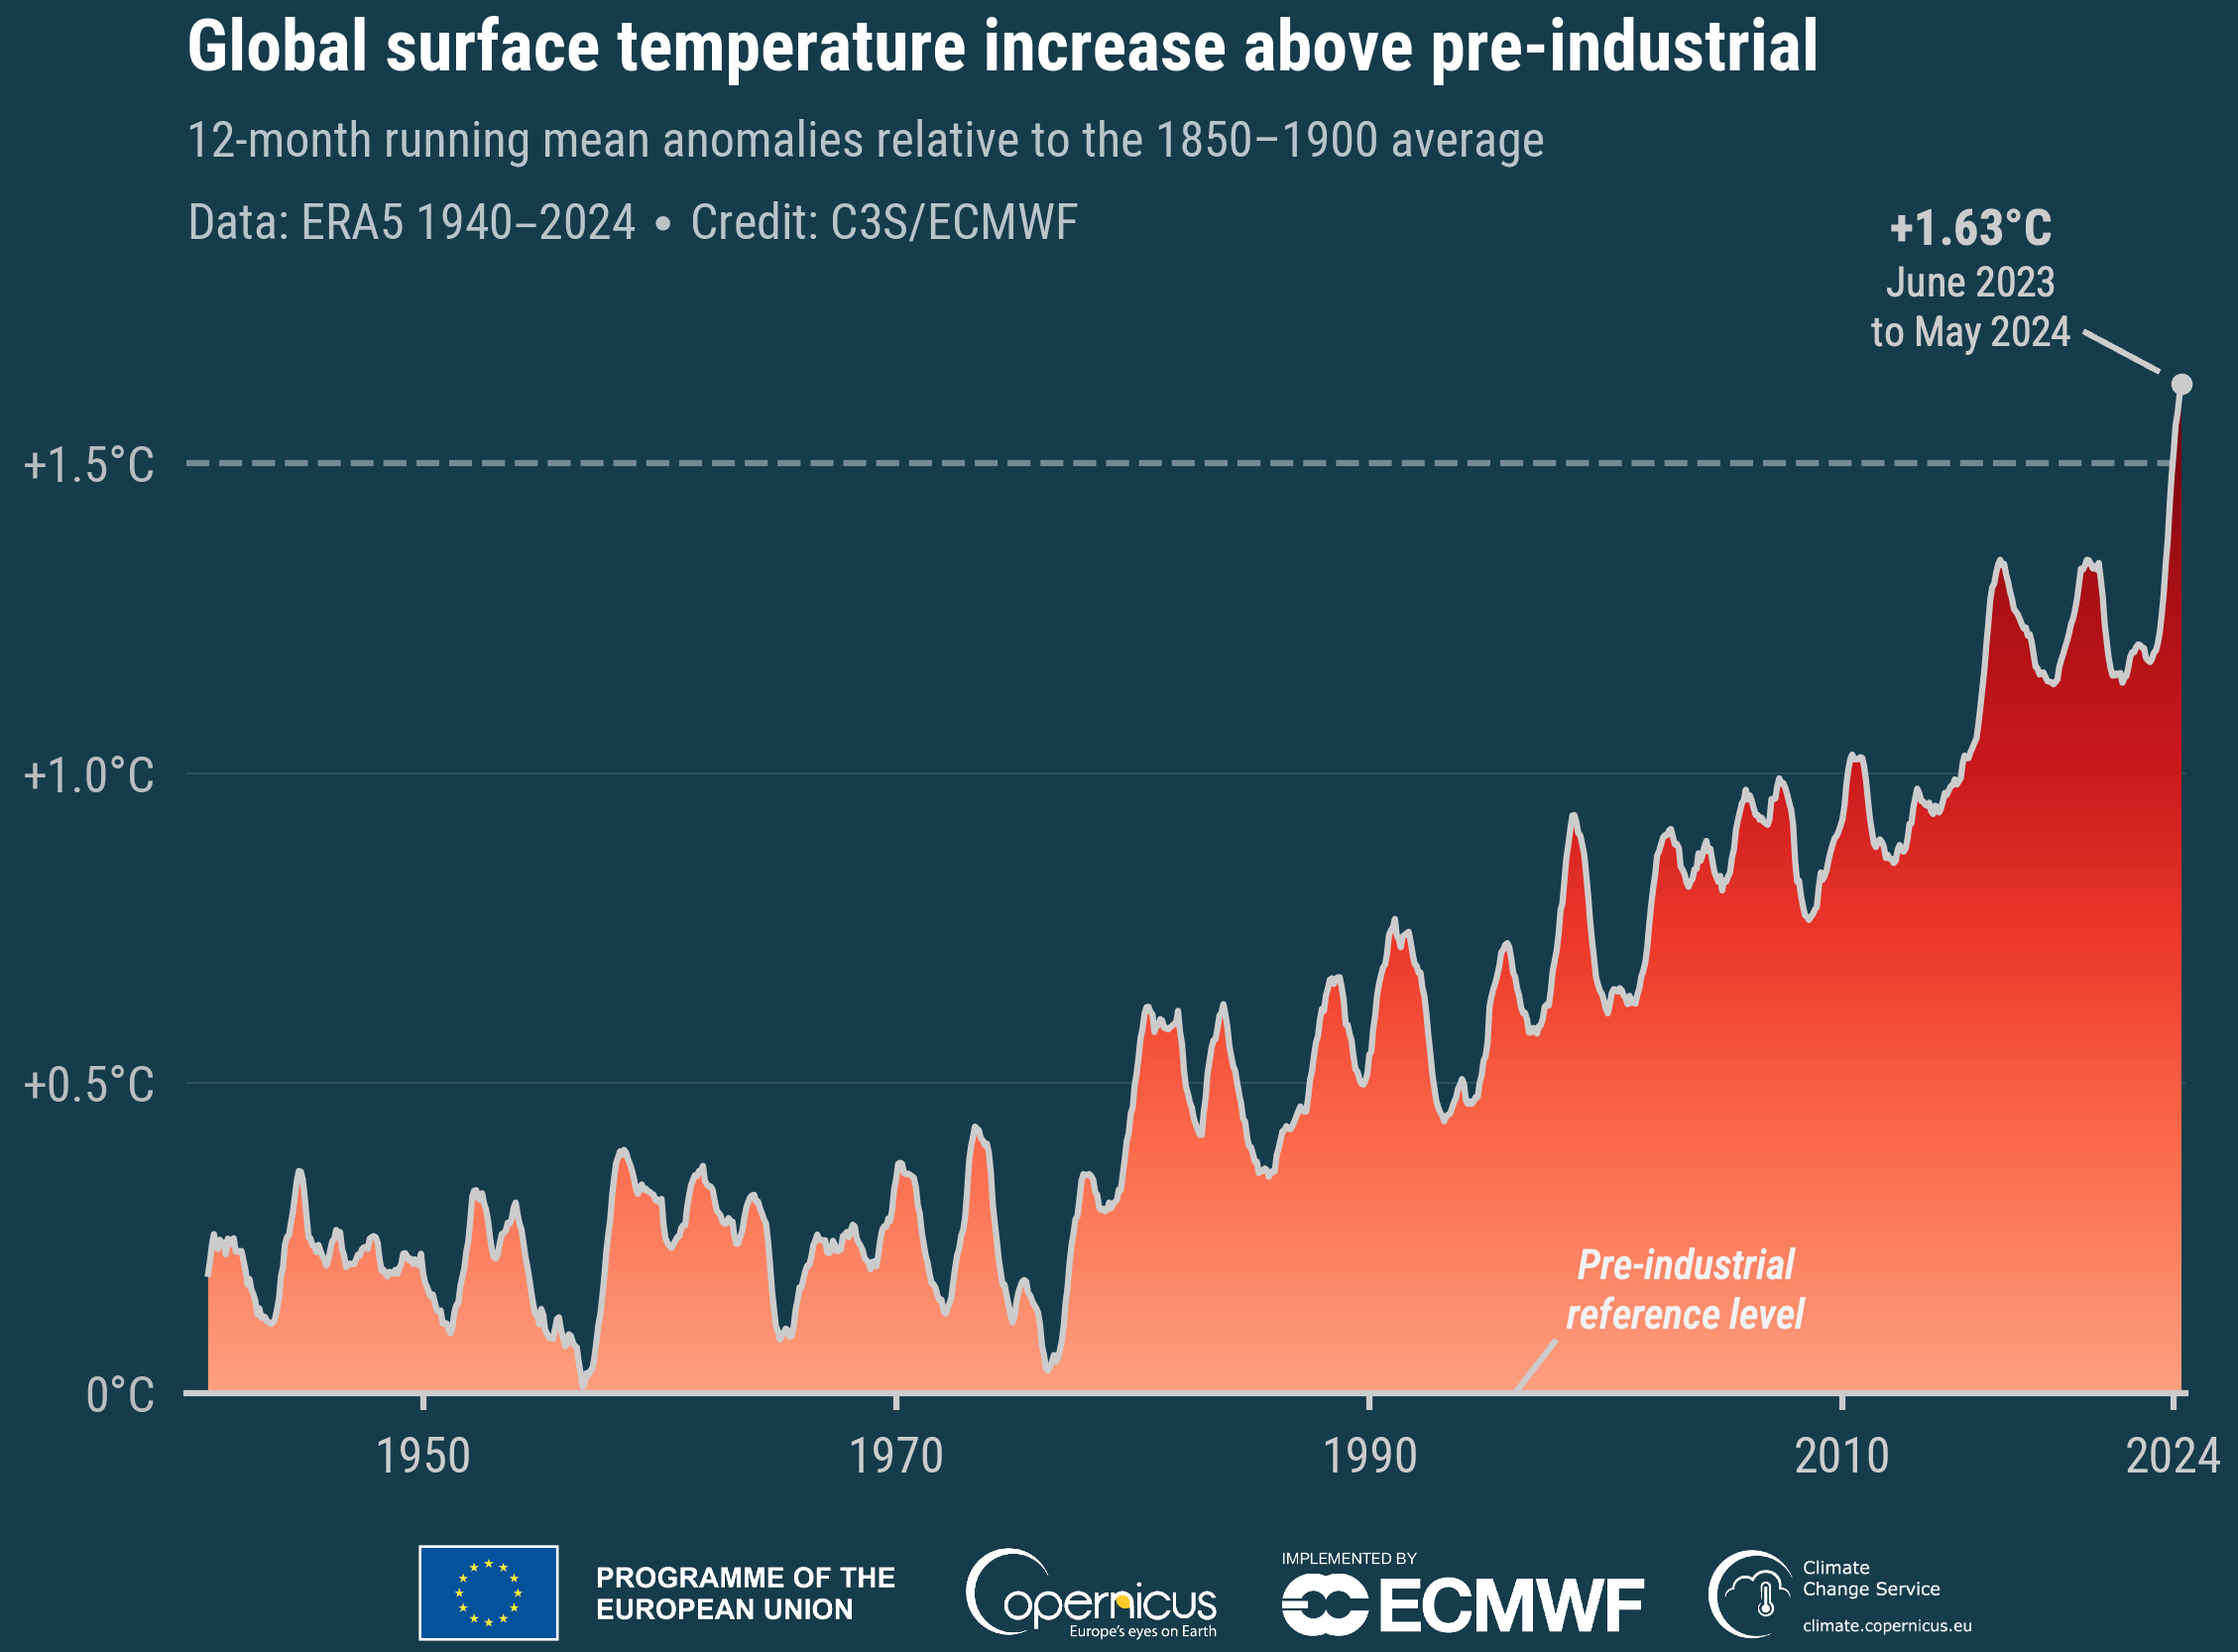 Global surface temperature increase above pre-industrial
12-month running mean anomalies relative to the 1850–1900 average
Data: ERA5 1940–2024 • Credit: C3S/ECMWF
+1.63°C
June 2023
to May 2024
+1.5°C
+1.0°C
+0.5°C
0°C
Pre-industrial
reference level
1950
1970
1990
2010
2024
PROGRAMME OF THE
EUROPEAN UNION
Copernicus
Europe's eyes on Earth
IMPLEMENTED BY
ECMWF
Climate
Change Service
climate.copernicus.eu